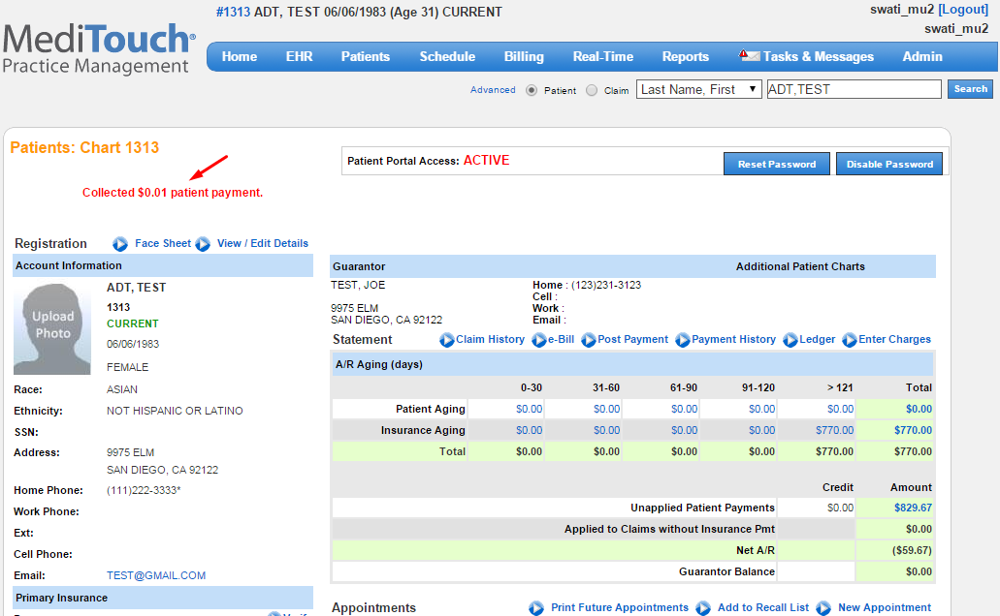 #1313 ADT, TEST 06/06/1983 (Age 31) CURRENT
swati_mu2 [Logout]
swati_mu2
MediTouch®
Practice Management
Home EHR Patients Schedule Billing Real-Time Reports Tasks & Messages Admin
Advanced Patient Claim Last Name, First ADT,TEST Search
Patients: Chart 1313
Patient Portal Access: ACTIVE Reset Password Disable Password
Collected $0.01 patient payment.
Registration Face Sheet View / Edit Details
Account Information
Upload
Photo
ADT, TEST
1313
CURRENT
06/06/1983
FEMALE
Race: ASIAN
Ethnicity: NOT HISPANIC OR LATINO
SSN:
Address: 9975 ELM
SAN DIEGO, CA 92122
Home Phone: (111)222-3333*
Work Phone:
Ext:
Cell Phone:
Email: TEST@GMAIL.COM
Primary Insurance
Guarantor Additional Patient Charts
TEST, JOE Home : (123)231-3123
Cell :
9975 ELM Work :
SAN DIEGO, CA 92122 Email :
Statement Claim History e-Bill Post Payment Payment History Ledger Enter Charges
A/R Aging (days)
0-30 31-60 61-90 91-120 > 121 Total
Patient Aging $0.00 $0.00 $0.00 $0.00 $0.00 $0.00
Insurance Aging $0.00 $0.00 $0.00 $0.00 $770.00 $770.00
Total $0.00 $0.00 $0.00 $0.00 $770.00 $770.00
Credit Amount
Unapplied Patient Payments $0.00 $829.67
Applied to Claims without Insurance Pmt $0.00
Net A/R ($59.67)
Guarantor Balance $0.00
Appointments Print Future Appointments Add to Recall List New Appointment